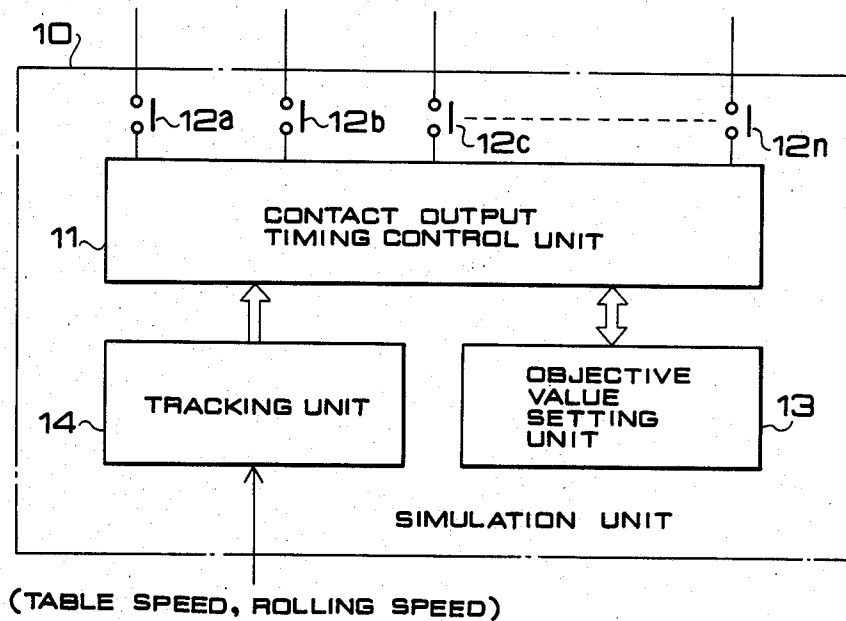 10
12a
12b
12c
12n
CONTACT OUTPUT
TIMING CONTROL UNIT
11
TRACKING UNIT
14
OBJECTIVE
VALUE
SETTING
UNIT
13
SIMULATION UNIT
(TABLE SPEED, ROLLING SPEED)